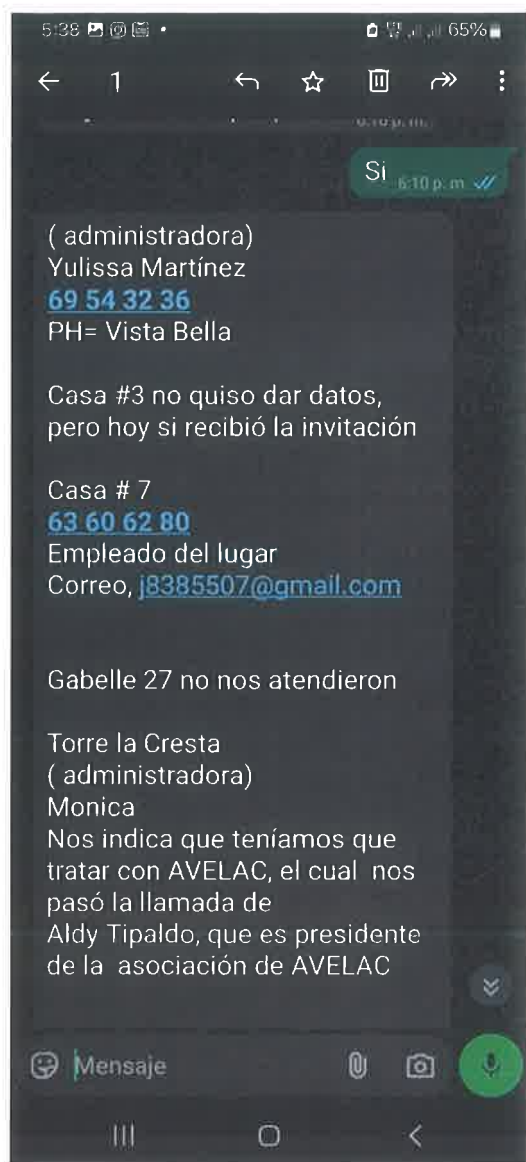 5:38
65%
1
6:10 p. m.
Si
6:10 p. m.
( administradora)
Yulissa Martínez
69 54 32 36
PH= Vista Bella
Casa #3 no quiso dar datos,
pero hoy si recibió la invitación
Casa # 7
63 60 62 80
Empleado del lugar
Correo, j8385507@gmail.com
Gabelle 27 no nos atendieron
Torre la Cresta
( administradora)
Monica
Nos indica que teníamos que
tratar con AVELAC, el cual nos
pasó la llamada de
Aldy Tipaldo, que es presidente
de la asociación de AVELAC
Mensaje